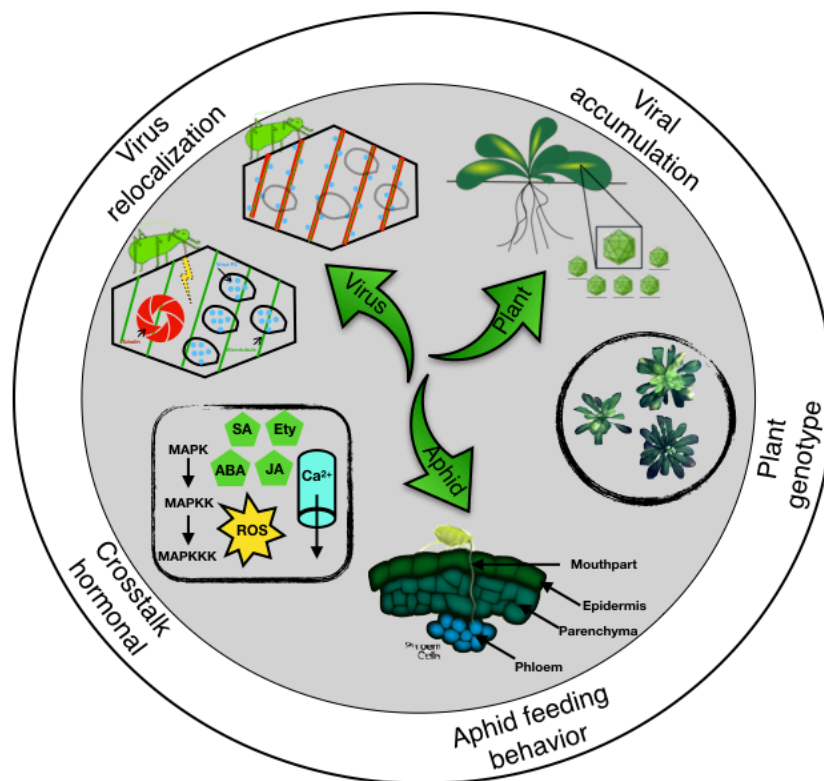 Virus
relocalization
Viral
accumulation
Virus
Plant
Aphid
Plant
genotype
SA
Ety
ABA
JA
MAPK
MAPKK
MAPKKK
ROS
Ca²⁺
Crosstalk
hormonal
Mouthpart
Epidermis
Parenchyma
Phloem
Cells
Aphid feeding
behavior